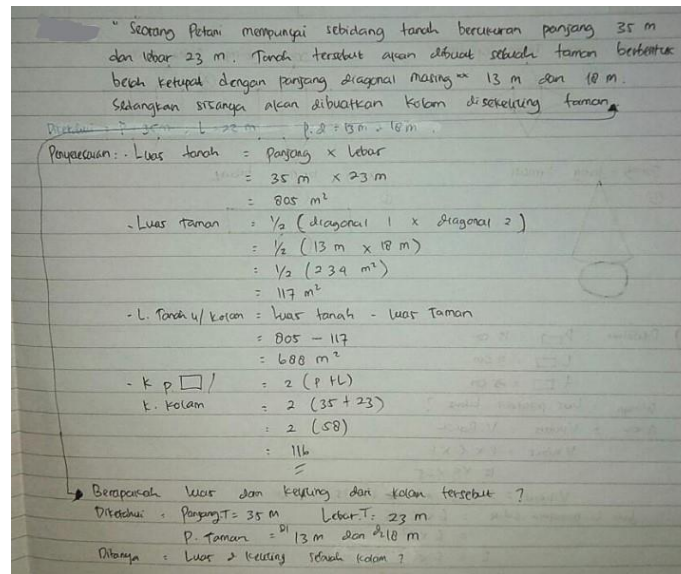 " Seorang Petani mempunyai sebidang tanah berukuran panjang 35 m
dan lebar 23 m. Tanah tersebut akan dibuat sebuah taman berbentuk
belah ketupat dengan panjang diagonal masing" 13 m dan 18 m.
Sedangkan sisanya akan dibuatkan kolam disekeliling taman
Diketahui : P = 35 m, L = 23 m, P.d = 13 m, 18 m.
Penyelesaian : - Luas tanah = Panjang x Lebar
= 35 m x 23 m
= 805 m²
- Luas Taman = 1/2 (diagonal 1 x diagonal 2)
= 1/2 (13 m x 18 m)
= 1/2 (234 m²)
= 117 m²
- L. Tanah u/ kolam = Luas tanah - luas Taman
= 805 - 117
= 688 m²
- K p □ / = 2 (p + L)
K. kolam = 2 (35 + 23)
= 2 (58)
= 116
Berapakah luas dan keliling dari kolam tersebut ?
Diketahui : Panjang.T = 35 m Lebar.T : 23 m
P. Taman = D1 13 m dan d2 18 m
Ditanya = Luas & Keliling sebuah kolam ?